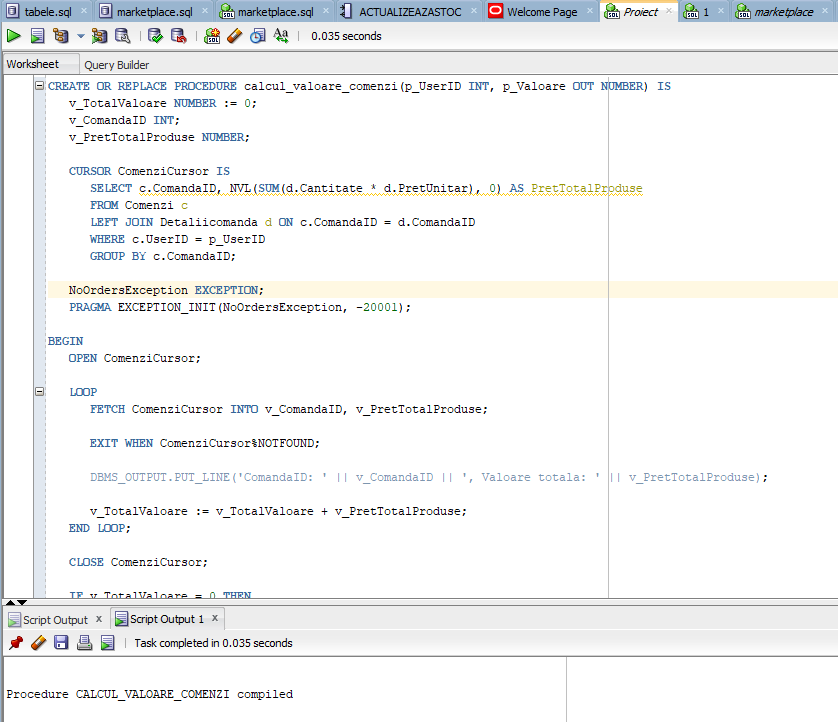 tabele.sql × marketplace.sql × marketplace.sql × ACTUALIZEAZASTOC × Welcome Page × Proiect × 1 × marketplace ×
0.035 seconds
Worksheet Query Builder
CREATE OR REPLACE PROCEDURE calcul_valoare_comenzi(p_UserID INT, p_Valoare OUT NUMBER) IS
v_TotalValoare NUMBER := 0;
v_ComandaID INT;
v_PretTotalProduse NUMBER;
CURSOR ComenziCursor IS
SELECT c.ComandaID, NVL(SUM(d.Cantitate * d.PretUnitar), 0) AS PretTotalProduse
FROM Comenzi c
LEFT JOIN Detaliicomanda d ON c.ComandaID = d.ComandaID
WHERE c.UserID = p_UserID
GROUP BY c.ComandaID;
NoOrdersException EXCEPTION;
PRAGMA EXCEPTION_INIT(NoOrdersException, -20001);
BEGIN
OPEN ComenziCursor;
LOOP
FETCH ComenziCursor INTO v_ComandaID, v_PretTotalProduse;
EXIT WHEN ComenziCursor%NOTFOUND;
DBMS_OUTPUT.PUT_LINE('ComandaID: ' || v_ComandaID || ', Valoare totala: ' || v_PretTotalProduse);
v_TotalValoare := v_TotalValoare + v_PretTotalProduse;
END LOOP;
CLOSE ComenziCursor;
IF v_TotalValoare = 0 THEN
Script Output × Script Output 1 ×
Task completed in 0.035 seconds
Procedure CALCUL_VALOARE_COMENZI compiled